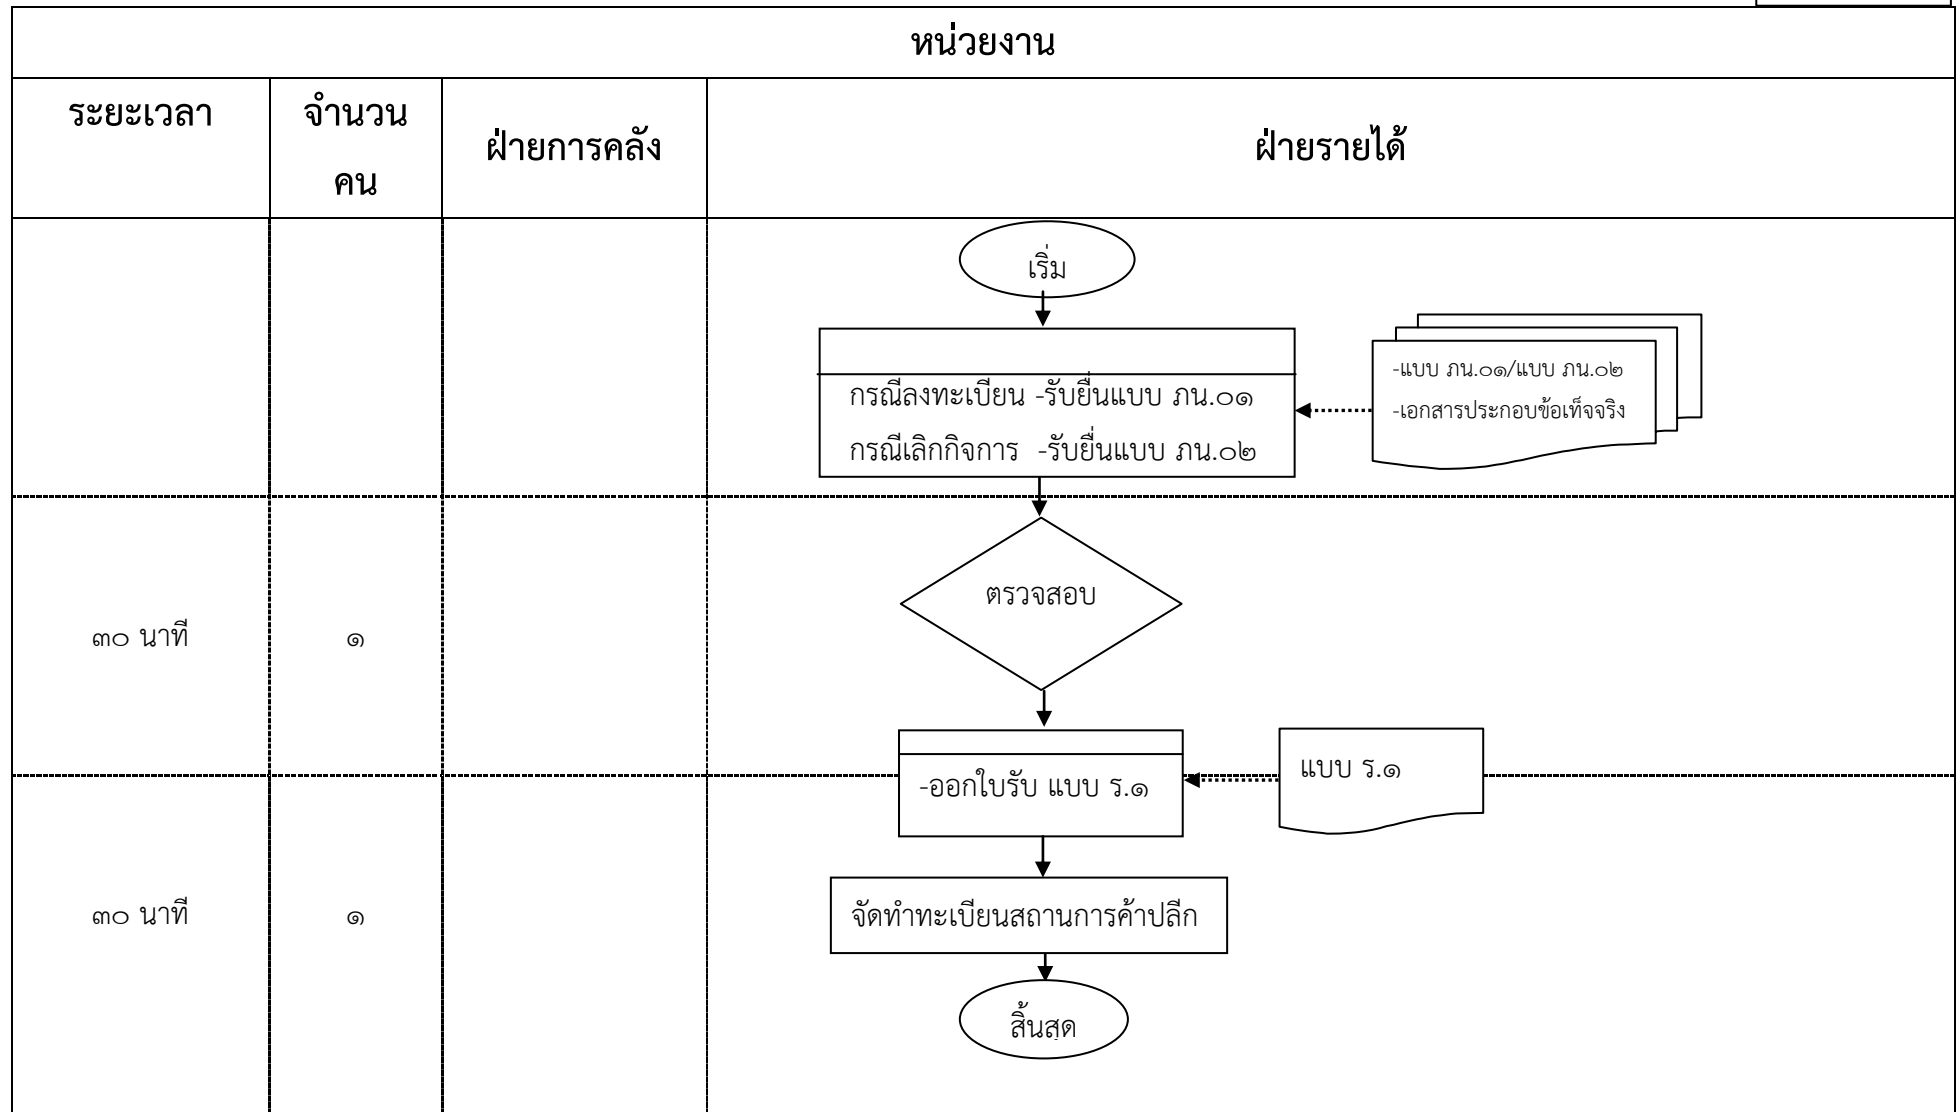 หน่วยงาน
ระยะเวลา
จำนวน
คน
ฝ่ายการคลัง
ฝ่ายรายได้
เริ่ม
กรณีลงทะเบียน -รับยื่นแบบ ภน.๐๑
กรณีเลิกกิจการ -รับยื่นแบบ ภน.๐๒
-แบบ ภน.๐๑/แบบ ภน.๐๒
-เอกสารประกอบข้อเท็จจริง
ตรวจสอบ
๓๐ นาที
๑
-ออกใบรับ แบบ ร.๑
แบบ ร.๑
๓๐ นาที
๑
จัดทำทะเบียนสถานการค้าปลีก
สิ้นสุด